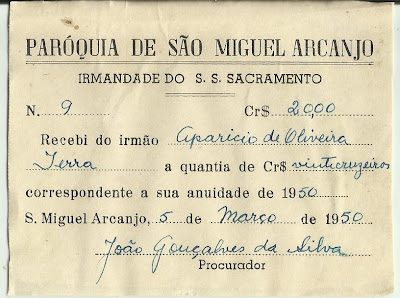 PARÓQUIA DE SÃO MIGUEL ARCANJO
IRMANDADE DO S. S. SACRAMENTO
N. 9 Cr$ 20,00
Recebi do irmão Aparicio de Oliveira
Terra a quantia de Cr$ vinte cruzeiros
correspondente a sua anuidade de 1950
S. Miguel Arcanjo, 5 de Março de 1950
João Gonçalves da Silva
Procurador